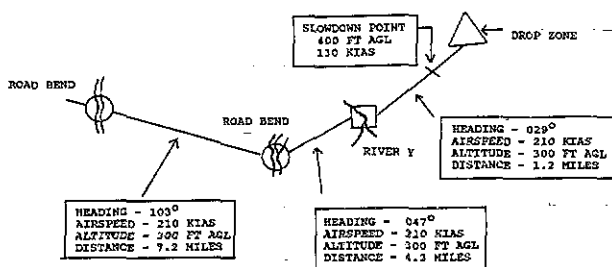 SLOWDOWN POINT
400 FT AGL
130 KIAS
DROP ZONE
ROAD BEND
ROAD BEND
RIVER Y
HEADING - 029°
AIRSPEED - 210 KIAS
ALTITUDE - 300 FT AGL
DISTANCE - 1.2 MILES
HEADING - 103°
AIRSPEED - 210 KIAS
ALTITUDE - 300 FT AGL
DISTANCE - 7.2 MILES
HEADING - 047°
AIRSPEED - 210 KIAS
ALTITUDE - 300 FT AGL
DISTANCE - 4.3 MILES